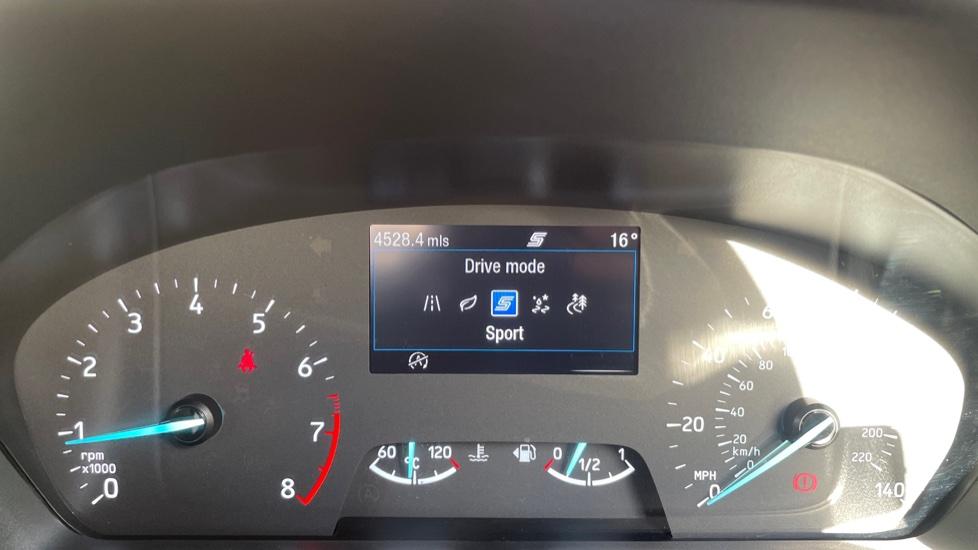 4528.4 mls 16°
Drive mode
Sport
0 1 2 3 4 5 6 7 8
rpm
x1000
60 °C 120
0 1/2 1
MPH
0 20 40 6 140
km/h
0 20 40 60 80 200 220